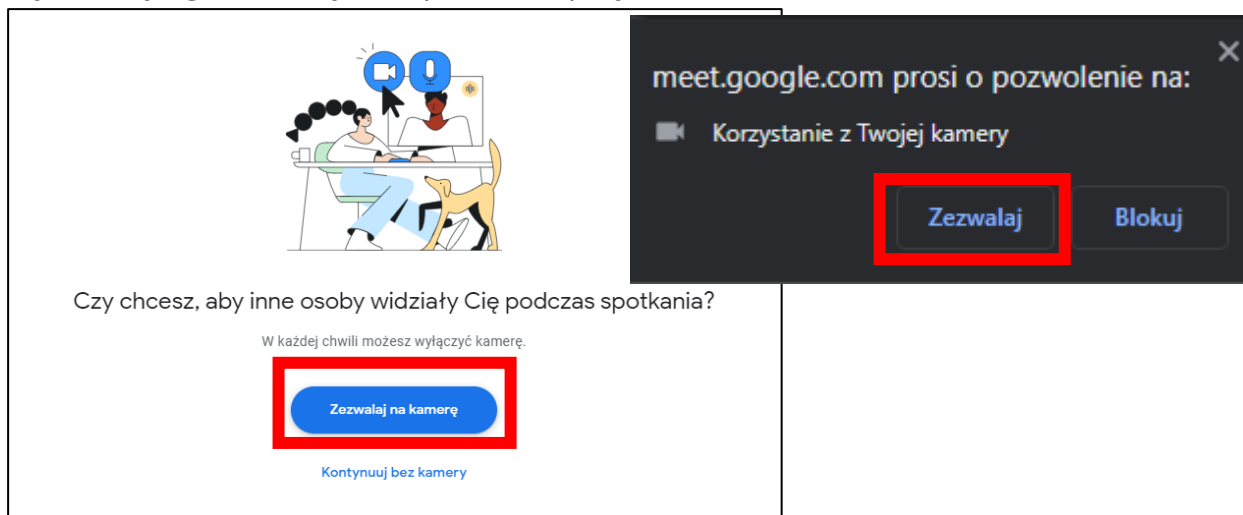 Czy chcesz, aby inne osoby widziały Cię podczas spotkania?
W każdej chwili możesz wyłączyć kamerę.
Zezwalaj na kamerę
Kontynuuj bez kamery
meet.google.com prosi o pozwolenie na:
Korzystanie z Twojej kamery
Zezwalaj
Blokuj